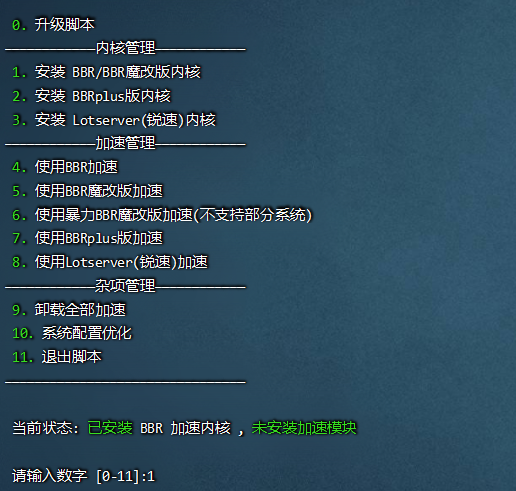 0. 升级脚本
————————————内核管理————————————
1. 安装 BBR/BBR魔改版内核
2. 安装 BBRplus版内核
3. 安装 Lotserver(锐速)内核
————————————加速管理————————————
4. 使用BBR加速
5. 使用BBR魔改版加速
6. 使用暴力BBR魔改版加速(不支持部分系统)
7. 使用BBRplus版加速
8. 使用Lotserver(锐速)加速
————————————杂项管理————————————
9. 卸载全部加速
10. 系统配置优化
11. 退出脚本
————————————————————————————————
当前状态: 已安装 BBR 加速内核 , 未安装加速模块
请输入数字 [0-11]:1